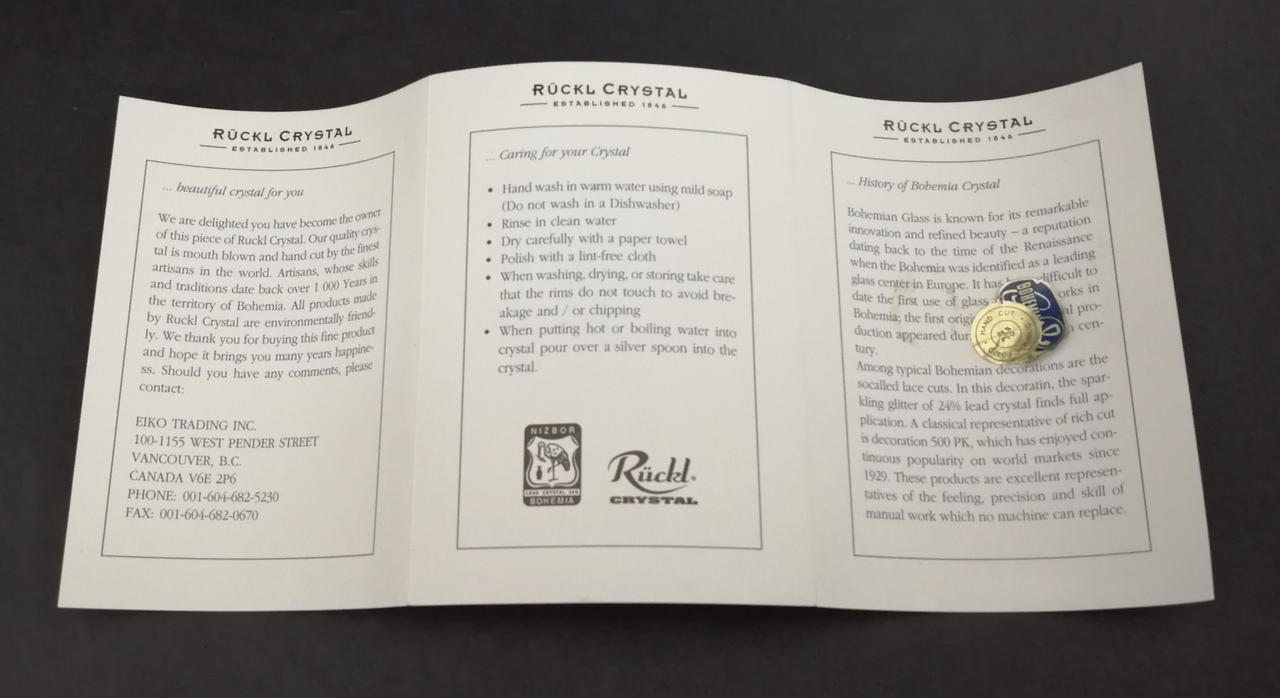 RÜCKL CRYSTAL
ESTABLISHED 1846
... beautiful crystal for you
We are delighted you have become the owner
of this piece of Ruckl Crystal. Our quality crys-
tal is mouth blown and hand cut by the finest
artisans in the world. Artisans, whose skills
and traditions date back over 1 000 Years in
the territory of Bohemia. All products made
by Ruckl Crystal are environmentally friend-
ly. We thank you for buying this fine product
and hope it brings you many years happine-
ss. Should you have any comments, please
contact:
EIKO TRADING INC.
100-1155 WEST PENDER STREET
VANCOUVER, B.C.
CANADA V6E 2P6
PHONE: 001-604-682-5230
FAX: 001-604-682-0670
RÜCKL CRYSTAL
ESTABLISHED 1846
... Caring for your Crystal
• Hand wash in warm water using mild soap
(Do not wash in a Dishwasher)
• Rinse in clean water
• Dry carefully with a paper towel
• Polish with a lint-free cloth
• When washing, drying, or storing take care
that the rims do not touch to avoid bre-
akage and / or chipping
• When putting hot or boiling water into
crystal pour over a silver spoon into the
crystal.
NIŽBOR
LEAD CRYSTAL 24%
BOHEMIA
Rückl.
CRYSTAL
RÜCKL CRYSTAL
ESTABLISHED 1846
... History of Bohemia Crystal
Bohemian Glass is known for its remarkable
innovation and refined beauty – a reputation
dating back to the time of the Renaissance
when the Bohemia was identified as a leading
glass center in Europe. It has difficult to
date the first use of glass orks in
Bohemia; the first origi al pro-
duction appeared dur cen-
tury.
HAND CUT
BOHE
Among typical Bohemian decorations are the
socalled lace cuts. In this decoratin, the spar-
kling glitter of 24% lead crystal finds full ap-
plication. A classical representative of rich cut
is decoration 500 PK, which has enjoyed con-
tinuous popularity on world markets since
1929. These products are excellent represen-
tatives of the feeling, precision and skill of
manual work which no machine can replace.